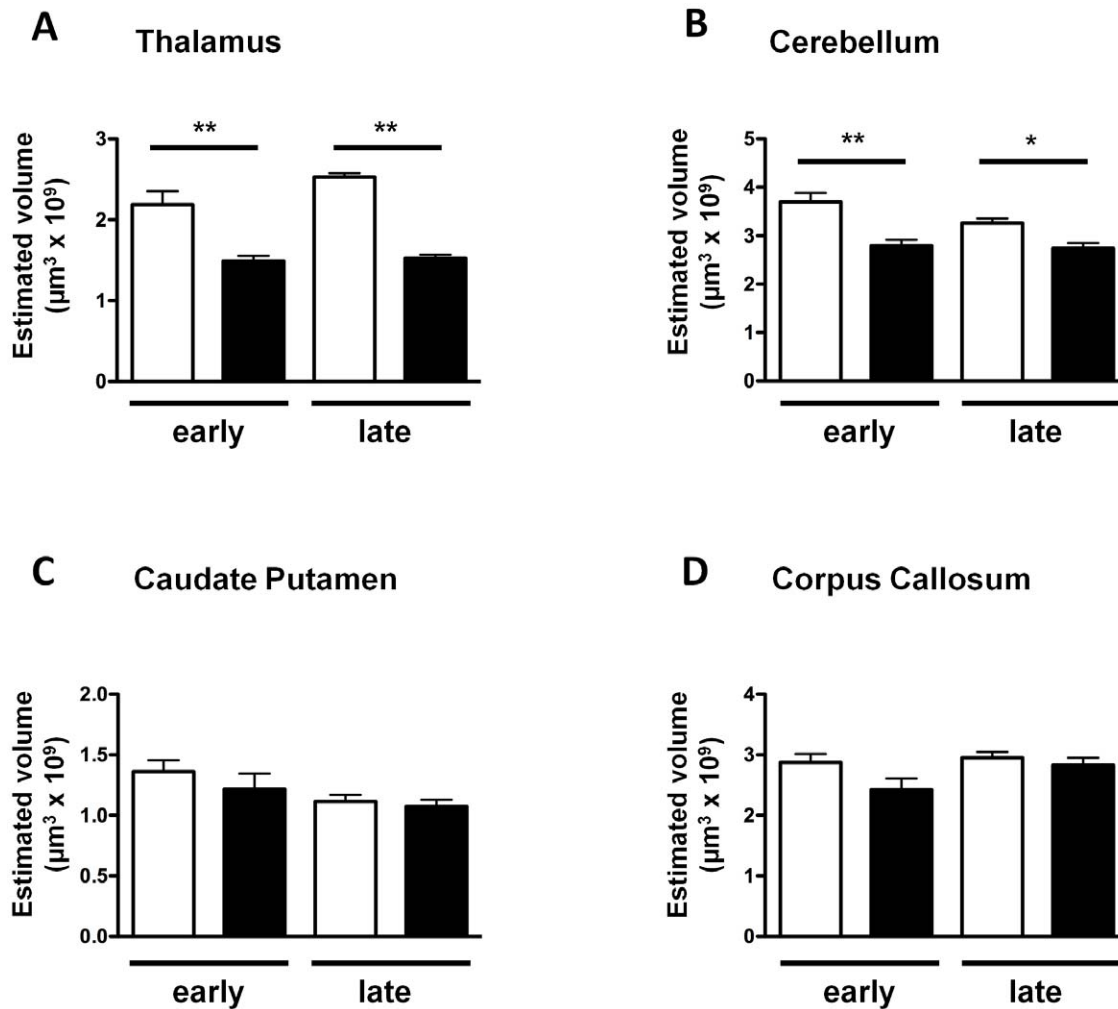 A Thalamus
Estimated volume
(µm³ x 10⁹)
3
2
1
0
**
**
early
late
B Cerebellum
Estimated volume
(µm³ x 10⁹)
5
4
3
2
1
0
**
*
early
late
C Caudate Putamen
Estimated volume
(µm³ x 10⁹)
2.0
1.5
1.0
0.5
0.0
early
late
D Corpus Callosum
Estimated volume
(µm³ x 10⁹)
4
3
2
1
0
early
late